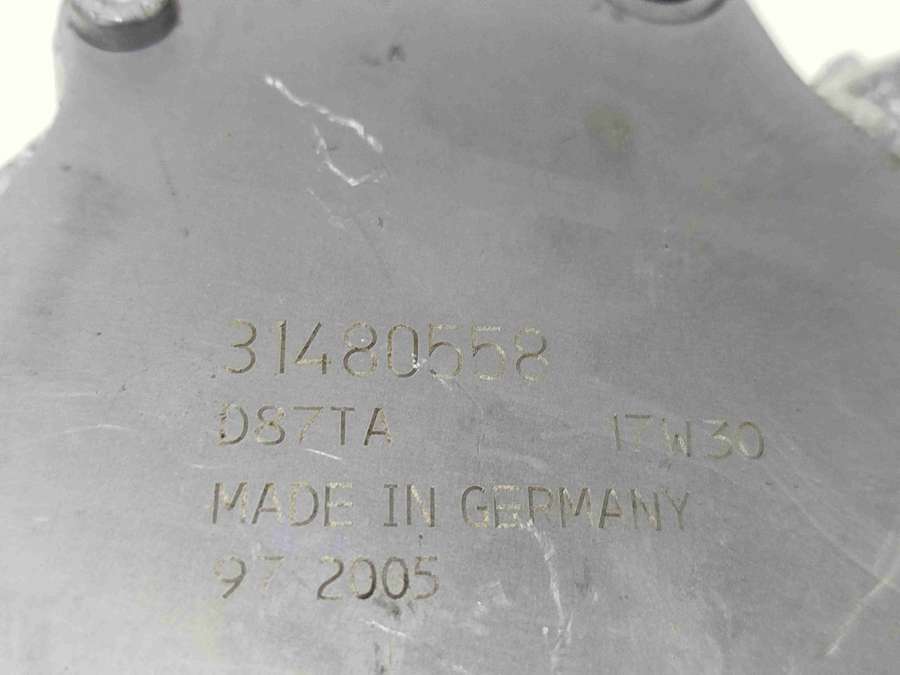 31480558
D87TA 17W30
MADE IN GERMANY
97 2005